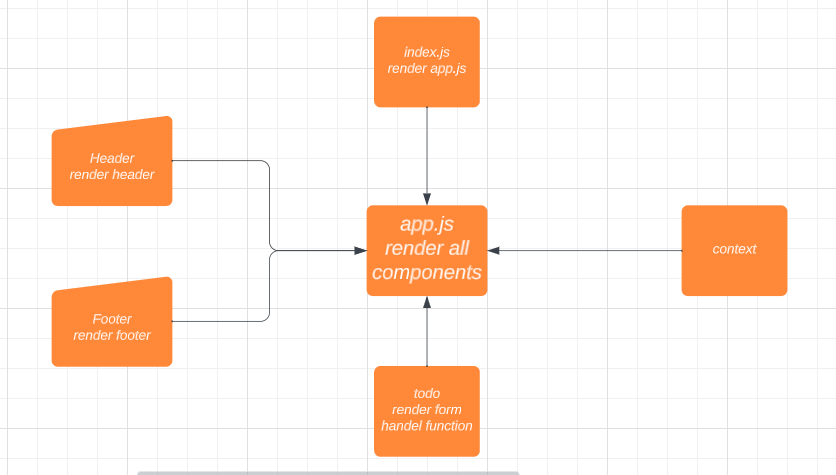 index.js
render app.js
Header
render header
app.js
render all
components
context
Footer
render footer
todo
render form
handel function